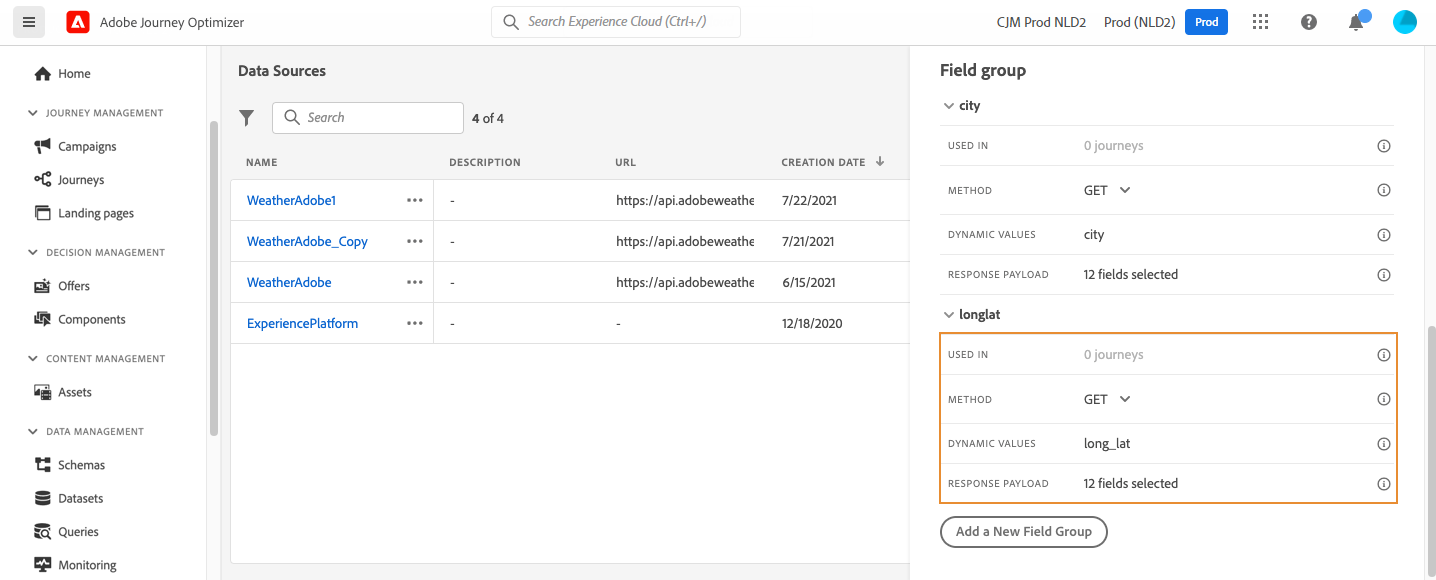 Adobe Journey Optimizer
Search Experience Cloud (Ctrl+/)
CJM Prod NLD2
Prod (NLD2)
Prod
Home
JOURNEY MANAGEMENT
Campaigns
Journeys
Landing pages
DECISION MANAGEMENT
Offers
Components
CONTENT MANAGEMENT
Assets
DATA MANAGEMENT
Schemas
Datasets
Queries
Monitoring
Data Sources
Search
4 of 4
NAME DESCRIPTION URL CREATION DATE
WeatherAdobe1 - https://api.adobeweathe 7/22/2021
WeatherAdobe_Copy - https://api.adobeweathe 7/21/2021
WeatherAdobe - https://api.adobeweathe 6/15/2021
ExperiencePlatform - - 12/18/2020
Field group
city
USED IN 0 journeys
METHOD GET
DYNAMIC VALUES city
RESPONSE PAYLOAD 12 fields selected
longlat
USED IN 0 journeys
METHOD GET
DYNAMIC VALUES long_lat
RESPONSE PAYLOAD 12 fields selected
Add a New Field Group